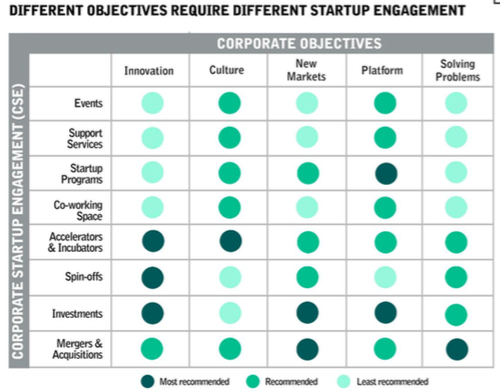 DIFFERENT OBJECTIVES REQUIRE DIFFERENT STARTUP ENGAGEMENT
CORPORATE OBJECTIVES
Innovation
Culture
New
Markets
Platform
Solving
Problems
CORPORATE STARTUP ENGAGEMENT (CSE)
Events
Support
Services
Startup
Programs
Co-working
Space
Accelerators
& Incubators
Spin-offs
Investments
Mergers &
Acquisitions
Most recommended
Recommended
Least recommended